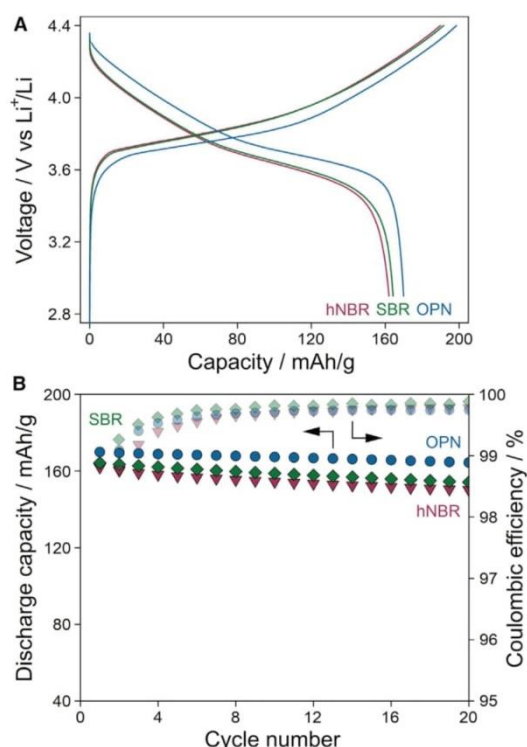 A
4.4
4.0
3.6
3.2
2.8
Voltage / V vs Li⁺/Li
hNBR SBR OPN
0 40 80 120 160 200
Capacity / mAh/g
B
200
160
120
80
40
Discharge capacity / mAh/g
SBR
OPN
hNBR
100
99
98
97
96
95
Coulombic efficiency / %
0 4 8 12 16 20
Cycle number